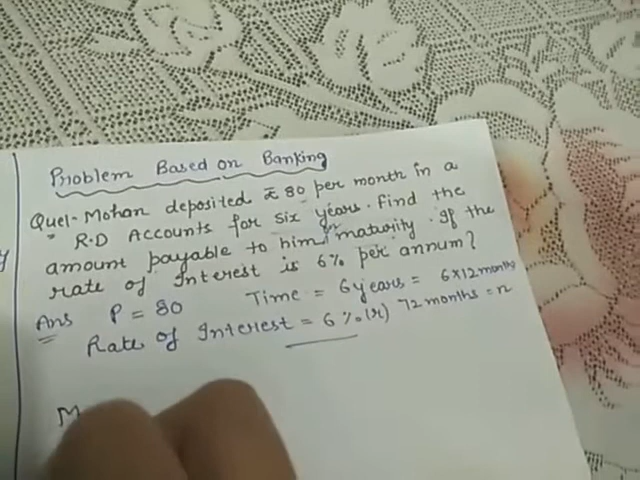 Problem Based on Banking
Que1- Mohan deposited ₹ 80 per month in a
R.D Accounts for six years. Find the
amount payable to him maturity. If the
rate of Interest is 6% per annum?
Ans P = 80 Time = 6 years = 6×12 months
Rate of Interest = 6%(r) 72 months = n
M